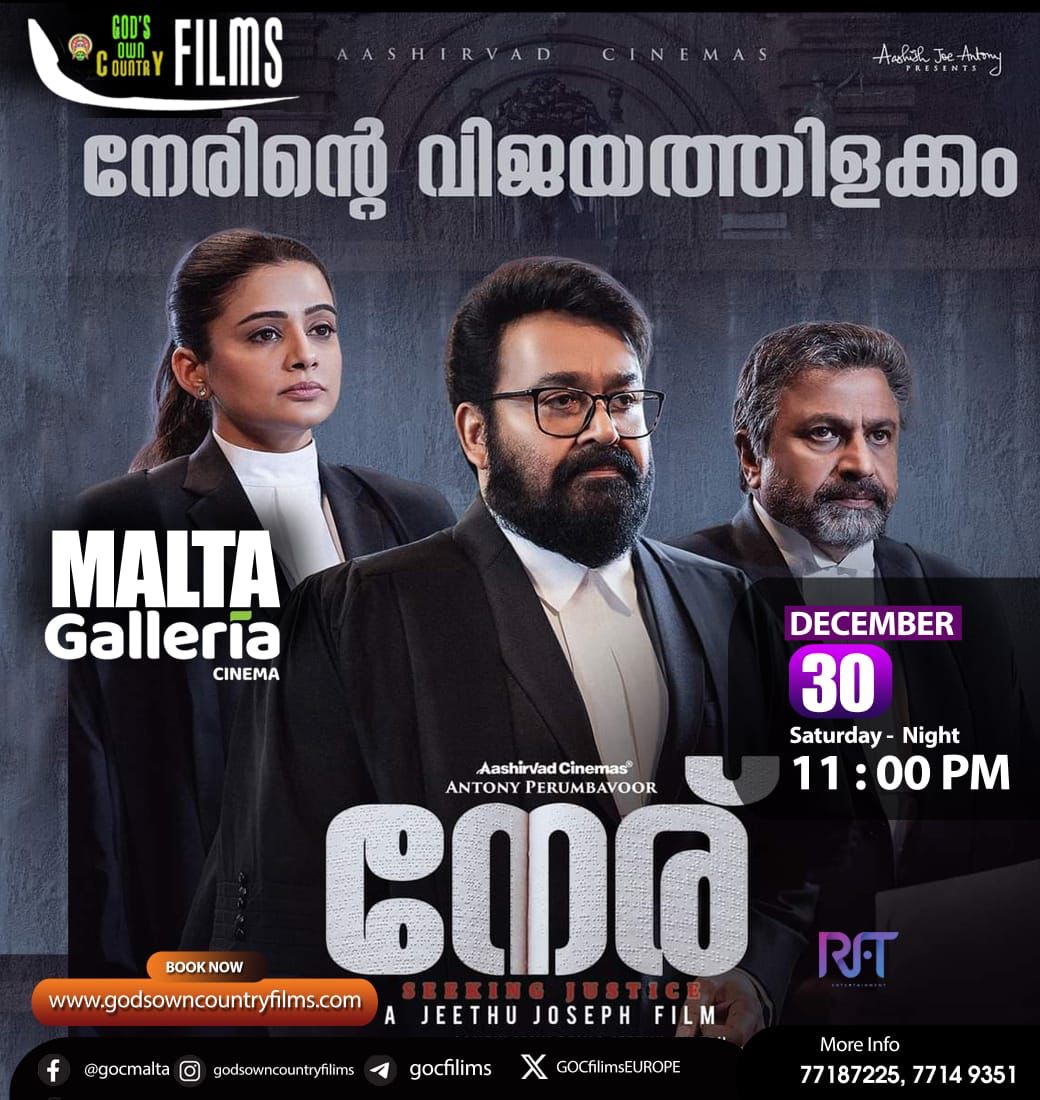 GOD'S
OWN
COUNTRY
FILMS
AASHIRVAD CINEMAS
Aashish Joe Antony
PRESENTS
നേരിന്റെ വിജയത്തിളക്കം
MALTA
Galleria
CINEMA
DECEMBER
30
Saturday - Night
11 : 00 PM
Aashirvad Cinemas®
ANTONY PERUMBAVOOR
നേര്
SEEKING JUSTICE
A JEETHU JOSEPH FILM
RFT
ENTERTAINMENT
BOOK NOW
www.godsowncountryfilms.com
@gocmalta godsowncountryfilms gocfilms GOCfilmsEUROPE
More Info
77187225, 7714 9351